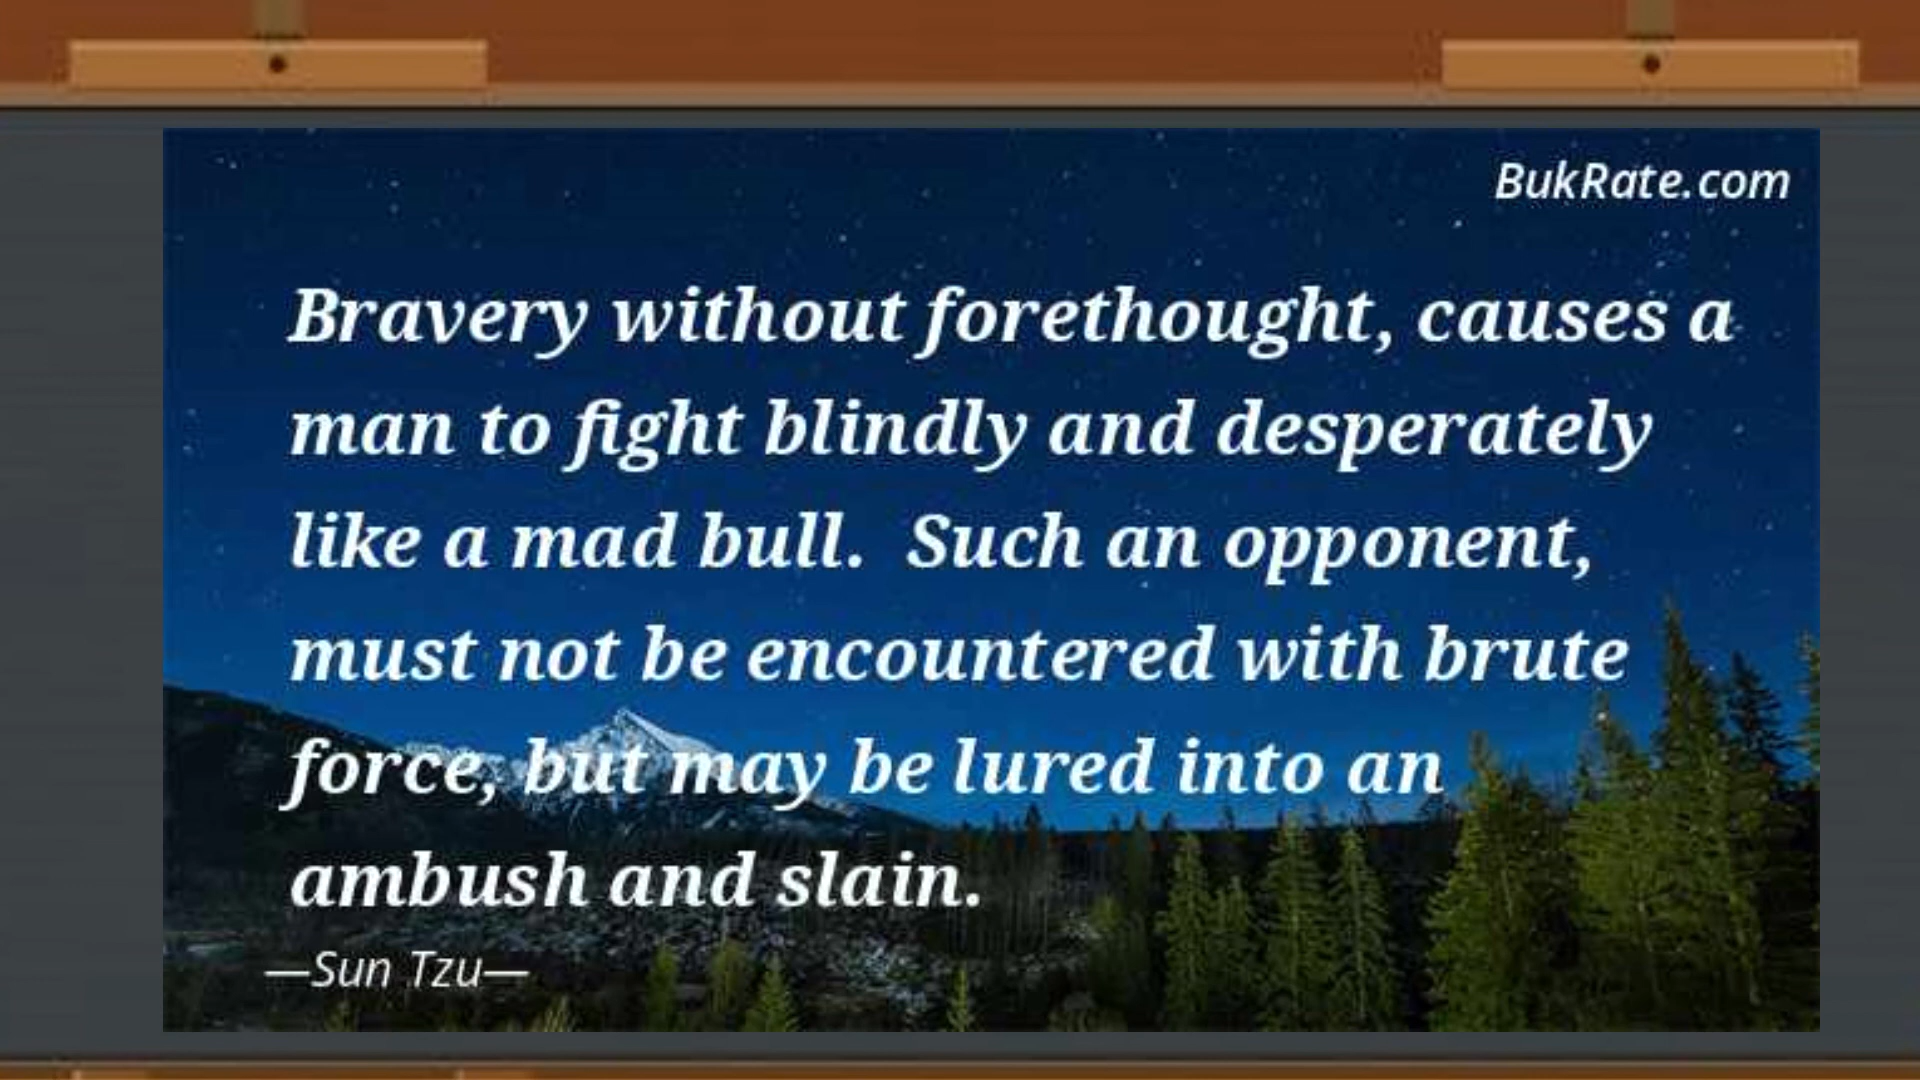 BukRate.com
Bravery without forethought, causes a
man to fight blindly and desperately
like a mad bull.  Such an opponent,
must not be encountered with brute
force, but may be lured into an
ambush and slain.
—Sun Tzu—